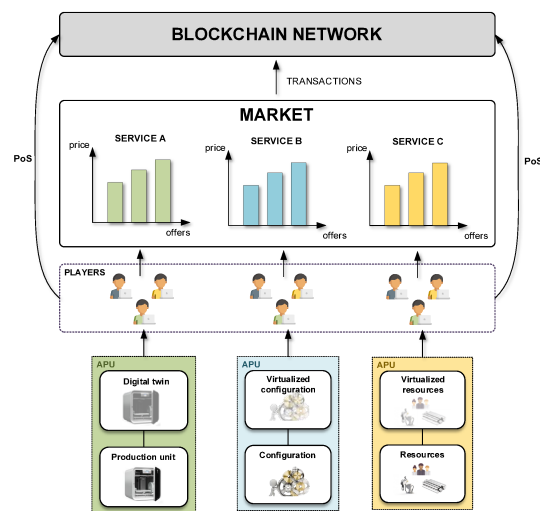 BLOCKCHAIN NETWORK
TRANSACTIONS
MARKET
SERVICE A
SERVICE B
SERVICE C
price
price
price
offers
offers
offers
PoS
PoS
PLAYERS
APU
APU
APU
Digital twin
Virtualized
configuration
Virtualized
resources
Production unit
Configuration
Resources